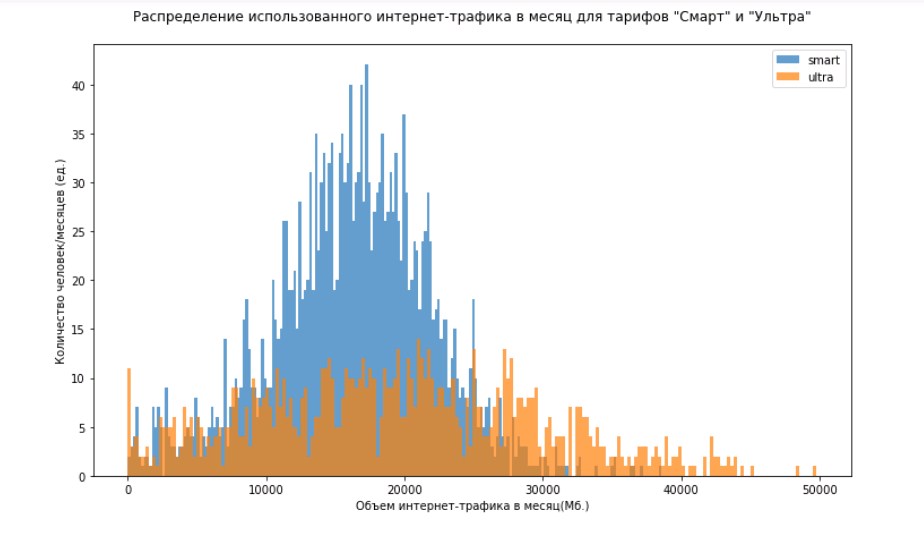 Распределение использованного интернет-трафика в месяц для тарифов "Смарт" и "Ультра"
smart
ultra
Количество человек/месяцев (ед.)
40
35
30
25
20
15
10
5
0
0 10000 20000 30000 40000 50000
Объем интернет-трафика в месяц(Мб.)